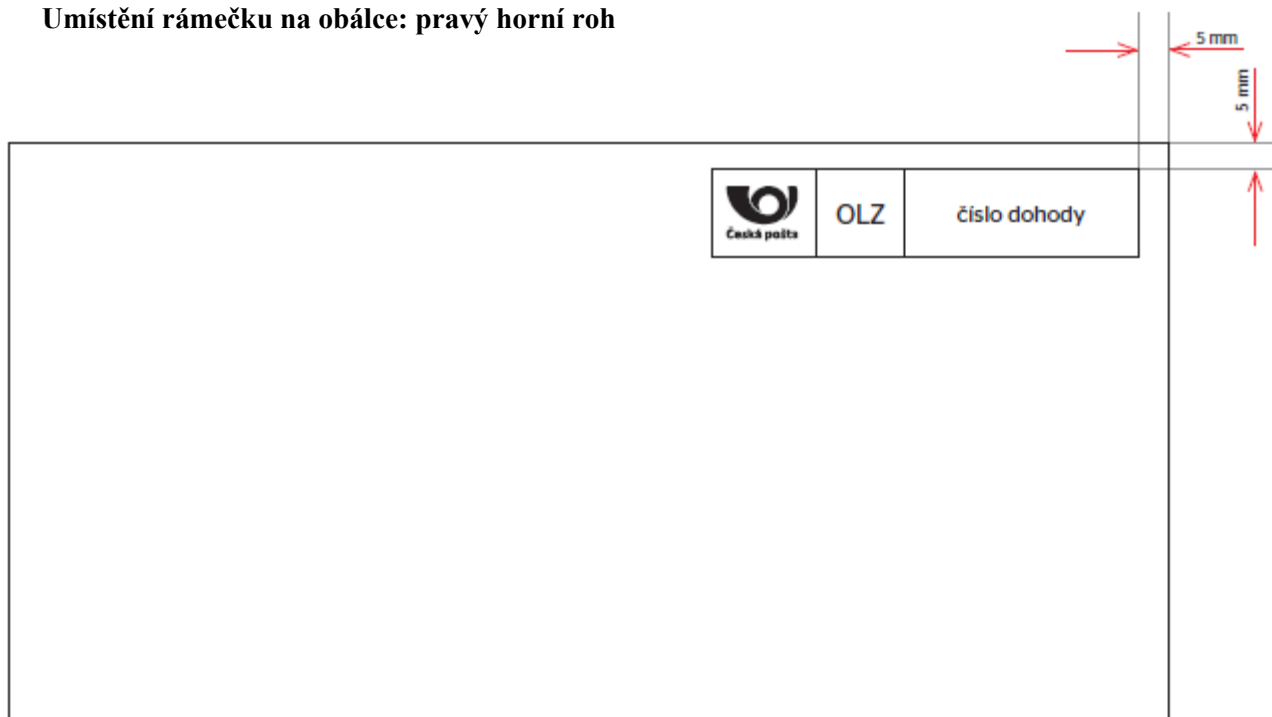 Umístění rámečku na obálce: pravý horní roh
5 mm
5 mm
Česká pošta
OLZ
číslo dohody